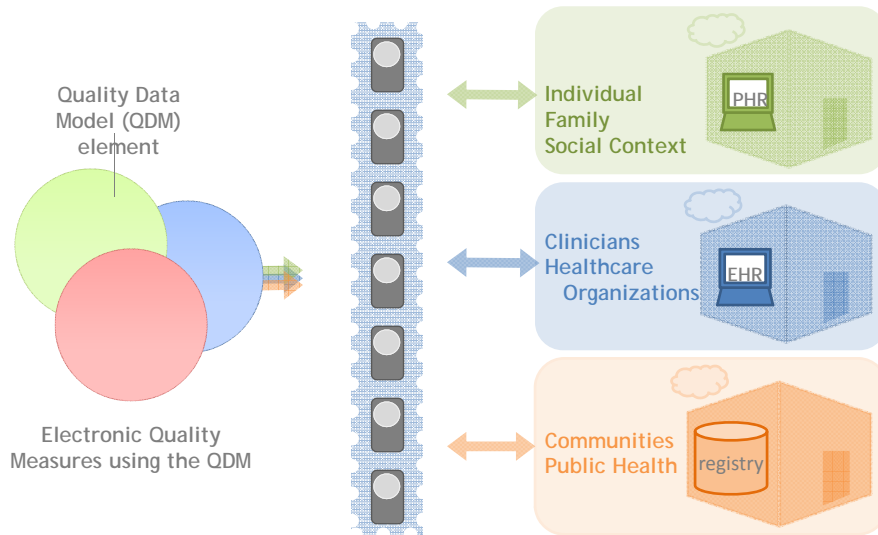 Quality Data
Model (QDM)
element
Electronic Quality
Measures using the QDM
Individual
Family
Social Context
PHR
Clinicians
Healthcare
Organizations
EHR
Communities
Public Health
registry